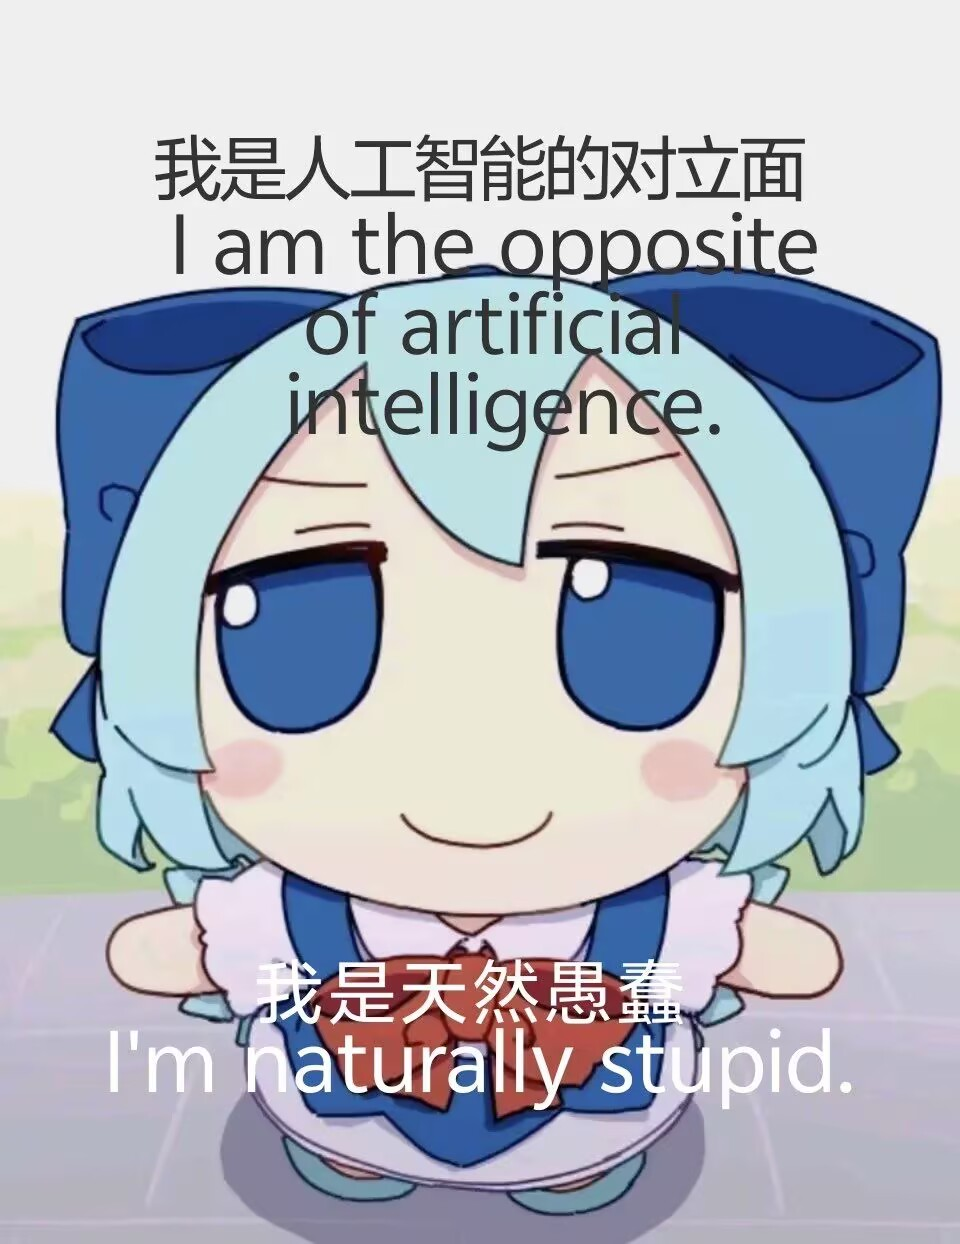 我是人工智能的对立面
I am the opposite
of artificial
intelligence.
我是天然愚蠢
I'm naturally stupid.